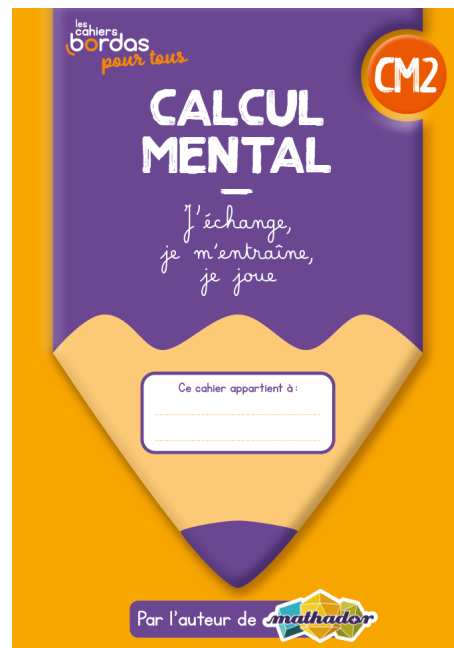 les
cahiers
bordas
pour tous
CM2
CALCUL
MENTAL
J'échange,
je m'entraîne,
je joue
Ce cahier appartient à :
Par l'auteur de mathador